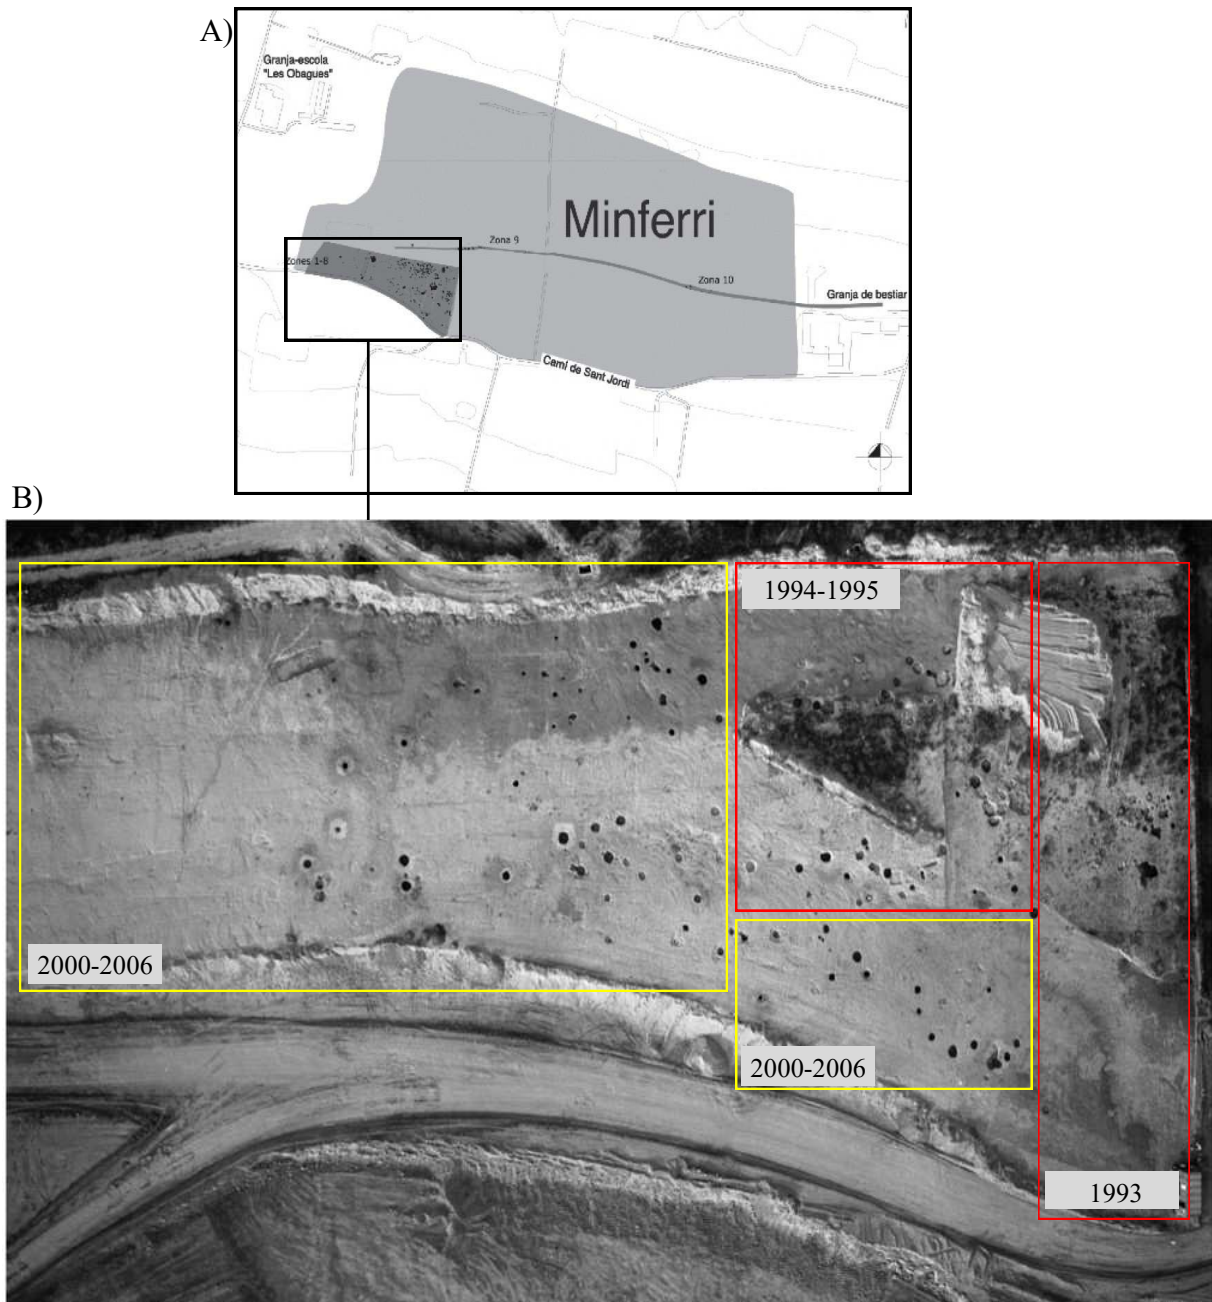 A)
Granja-escola
"Les Obagues"
Minferri
Zona 9
Zones 1-8
Zona 10
Granja de bestiar
Camí de Sant Jordi
B)
1994-1995
2000-2006
2000-2006
1993